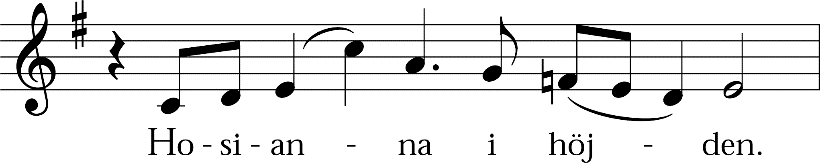 Ho - si - an - na i höj - den.